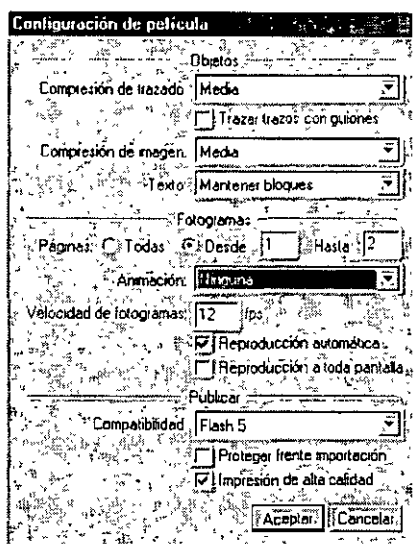 Configuración de película
Objetos
Compresión de trazado: Media
Trazar trazos con guiones
Compresión de imagen: Media
Texto: Mantener bloques
Fotogramas
Páginas: Todas Desde 1 Hasta 2
Animación: Ninguna
Velocidad de fotogramas: 12 fps
Reproducción automática
Reproducción a toda pantalla
Publicar
Compatibilidad Flash 5
Proteger frente importación
Impresión de alta calidad
Aceptar Cancelar